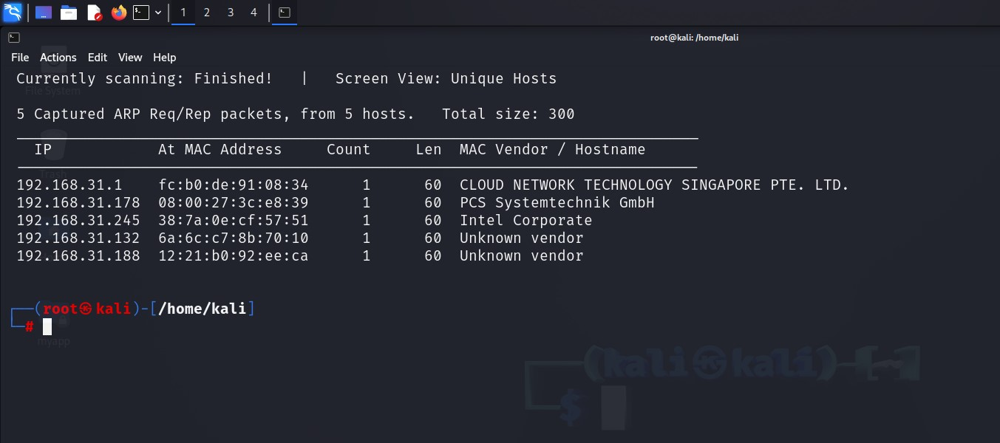 1 2 3 4
root@kali: /home/kali
File Actions Edit View Help
Currently scanning: Finished! | Screen View: Unique Hosts
File System
5 Captured ARP Req/Rep packets, from 5 hosts. Total size: 300
IP At MAC Address Count Len MAC Vendor / Hostname
Trash
192.168.31.1 fc:b0:de:91:08:34 1 60 CLOUD NETWORK TECHNOLOGY SINGAPORE PTE. LTD.
192.168.31.178 08:00:27:3c:e8:39 1 60 PCS Systemtechnik GmbH
192.168.31.245 38:7a:0e:cf:57:51 1 60 Intel Corporate
192.168.31.132 6a:6c:c7:8b:70:10 1 60 Unknown vendor
192.168.31.188 12:21:b0:92:ee:ca 1 60 Unknown vendor
┌──(root㉿kali)-[/home/kali]
└─#
myapp
┌──(kali㉿kali)-[~]
└─$